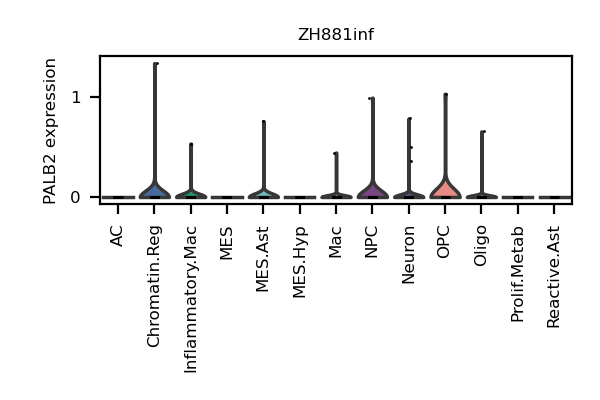 ZH881inf
PALB2 expression
1
0
AC
Chromatin.Reg
Inflammatory.Mac
MES
MES.Ast
MES.Hyp
Mac
NPC
Neuron
OPC
Oligo
Prolif.Metab
Reactive.Ast